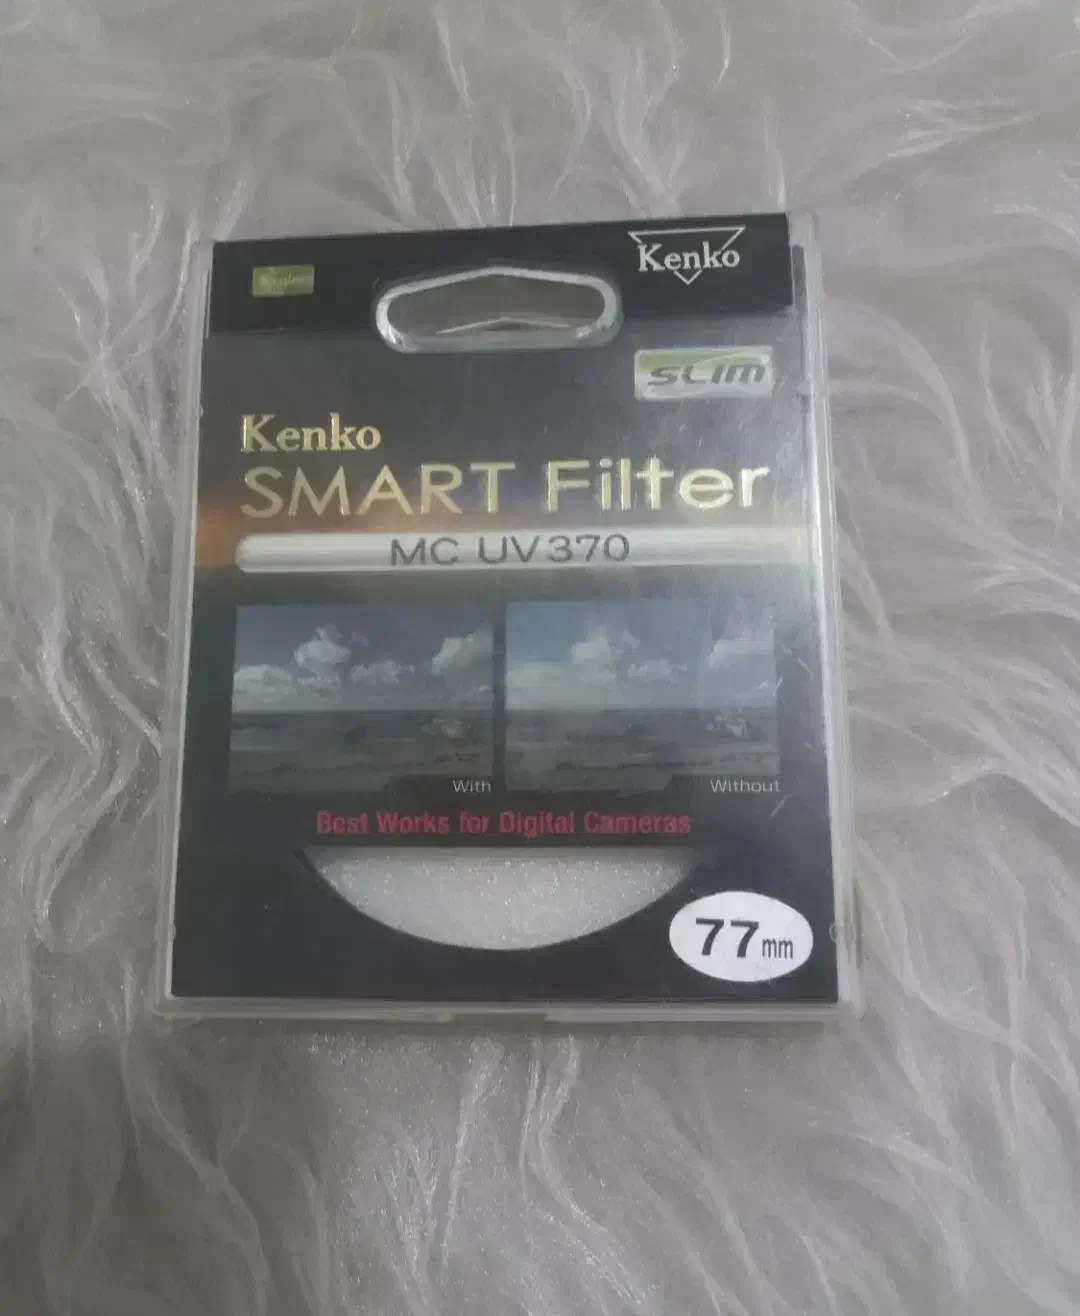 Kenko
SLIM
Kenko
SMART Filter
MC UV370
With
Without
Best Works for Digital Cameras
77mm